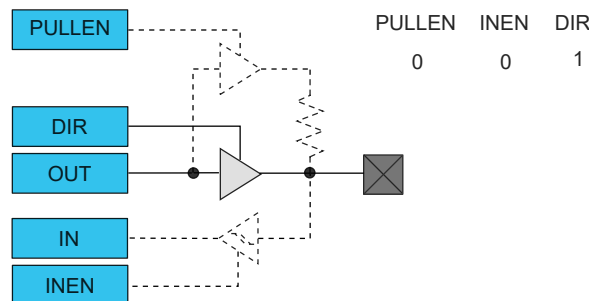 PULLEN
PULLEN INEN DIR
0 0 1
DIR
OUT
IN
INEN